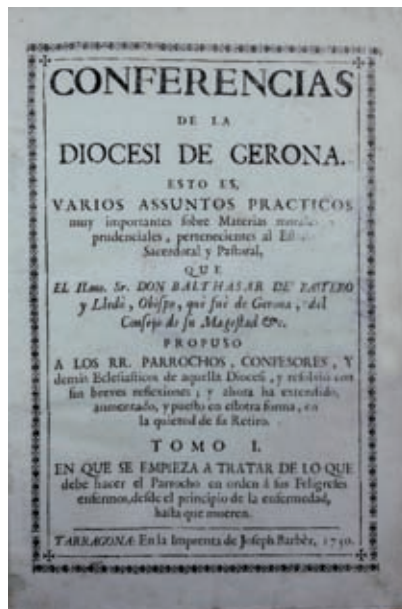 CONFERENCIAS
DE LA
DIOCESI DE GERONA.
ESTO ES,
VARIOS ASSUNTOS PRACTICOS
muy importantes sobre Materias
prudenciales, pertenecientes al
Sacerdotal y Pastoral,
QUE
EL Ilmo. Sr. DON BALTHASAR DE BASTERO
y Lledó, Obispo, que fuè de Gerona, del
Consejo de su Magestad &c.
PROPUSO
A LOS RR. PARROCHOS, CONFESORES, Y
demàs Eclesiasticos de aquella Diocesi, y resolviò con
sus breves reflexiones, y ahora ha extendido,
aumentado, y puesto en estotra forma, en
la quietud de su Retiro.
TOMO I.
EN QUE SE EMPIEZA A TRATAR DE LO QUE
debe hacer el Parrocho en orden à sus Feligreses
enfermos, desde el principio de la enfermedad,
hasta que mueren.
TARRAGONA: En la Imprenta de Joseph Barbèr, 1750.